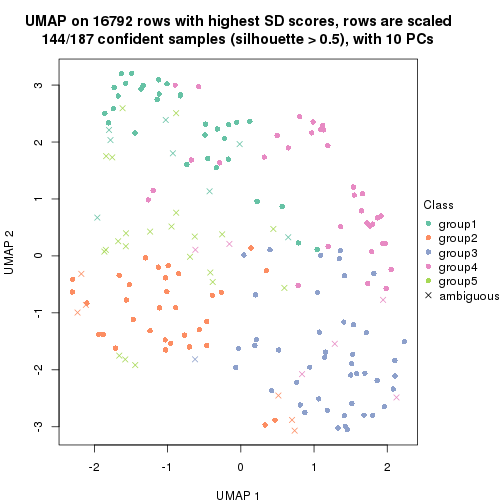 UMAP on 16792 rows with highest SD scores, rows are scaled
144/187 confident samples (silhouette > 0.5), with 10 PCs
3
2
1
0
-1
-2
-3
UMAP 2
-2
-1
0
1
2
UMAP 1
Class
group1
group2
group3
group4
group5
ambiguous